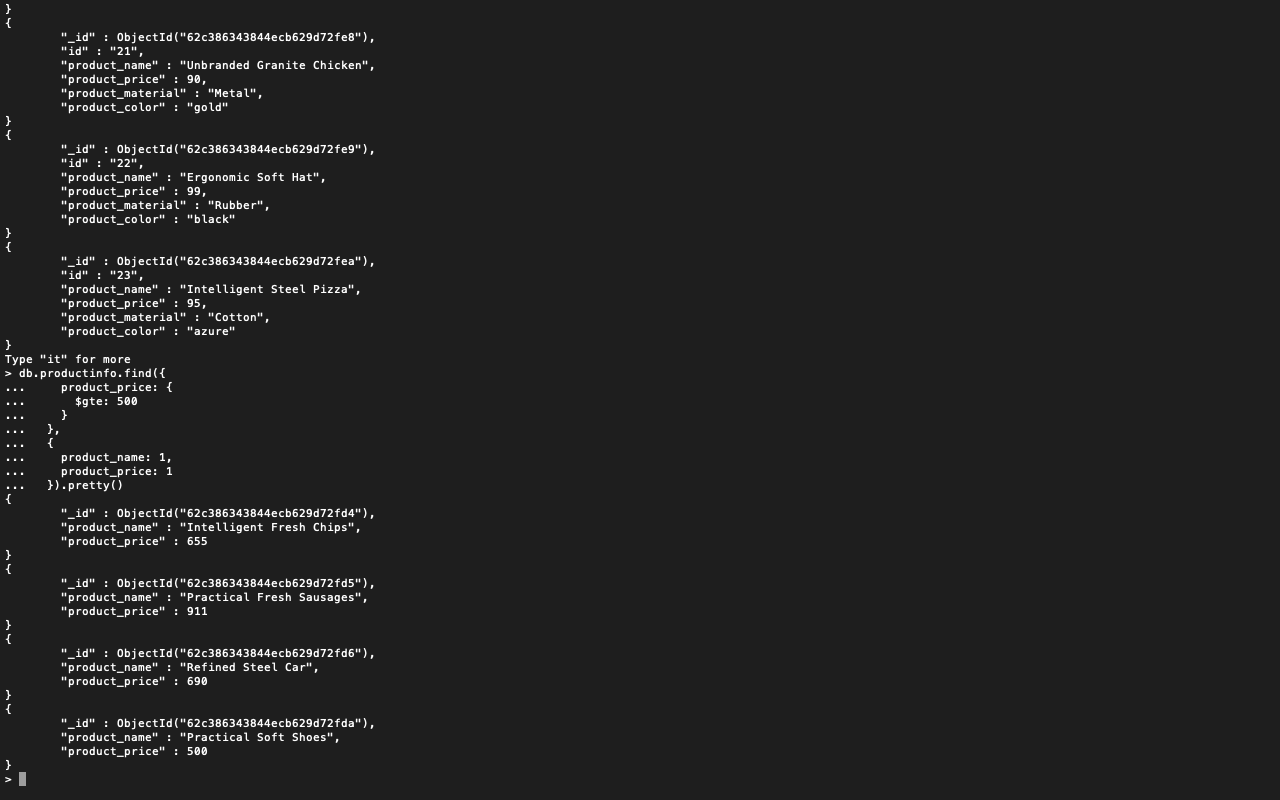 }
{
        "_id" : ObjectId("62c386343844ecb629d72fe8"),
        "id" : "21",
        "product_name" : "Unbranded Granite Chicken",
        "product_price" : 90,
        "product_material" : "Metal",
        "product_color" : "gold"
}
{
        "_id" : ObjectId("62c386343844ecb629d72fe9"),
        "id" : "22",
        "product_name" : "Ergonomic Soft Hat",
        "product_price" : 99,
        "product_material" : "Rubber",
        "product_color" : "black"
}
{
        "_id" : ObjectId("62c386343844ecb629d72fea"),
        "id" : "23",
        "product_name" : "Intelligent Steel Pizza",
        "product_price" : 95,
        "product_material" : "Cotton",
        "product_color" : "azure"
}
Type "it" for more
> db.productinfo.find({
...     product_price: {
...       $gte: 500
...     }
...   },
...   {
...     product_name: 1,
...     product_price: 1
...   }).pretty()
{
        "_id" : ObjectId("62c386343844ecb629d72fd4"),
        "product_name" : "Intelligent Fresh Chips",
        "product_price" : 655
}
{
        "_id" : ObjectId("62c386343844ecb629d72fd5"),
        "product_name" : "Practical Fresh Sausages",
        "product_price" : 911
}
{
        "_id" : ObjectId("62c386343844ecb629d72fd6"),
        "product_name" : "Refined Steel Car",
        "product_price" : 690
}
{
        "_id" : ObjectId("62c386343844ecb629d72fda"),
        "product_name" : "Practical Soft Shoes",
        "product_price" : 500
}
>